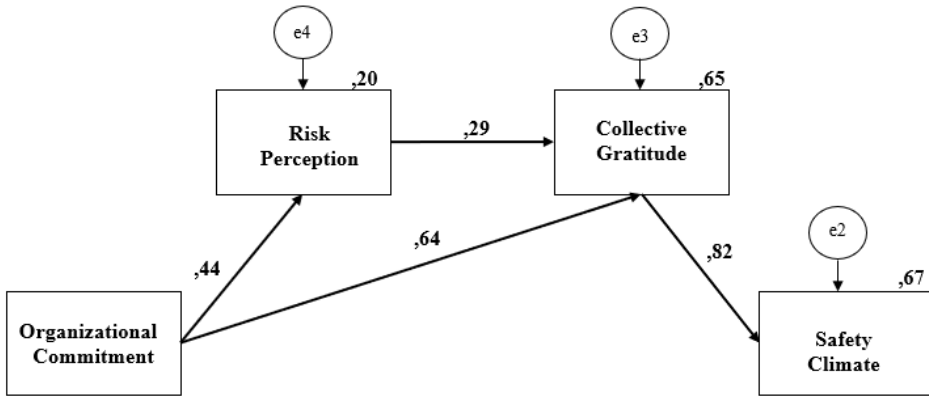 e4
e3
,20
,65
Risk
Perception
,29
Collective
Gratitude
e2
,64
,82
,44
,67
Organizational
Commitment
Safety
Climate